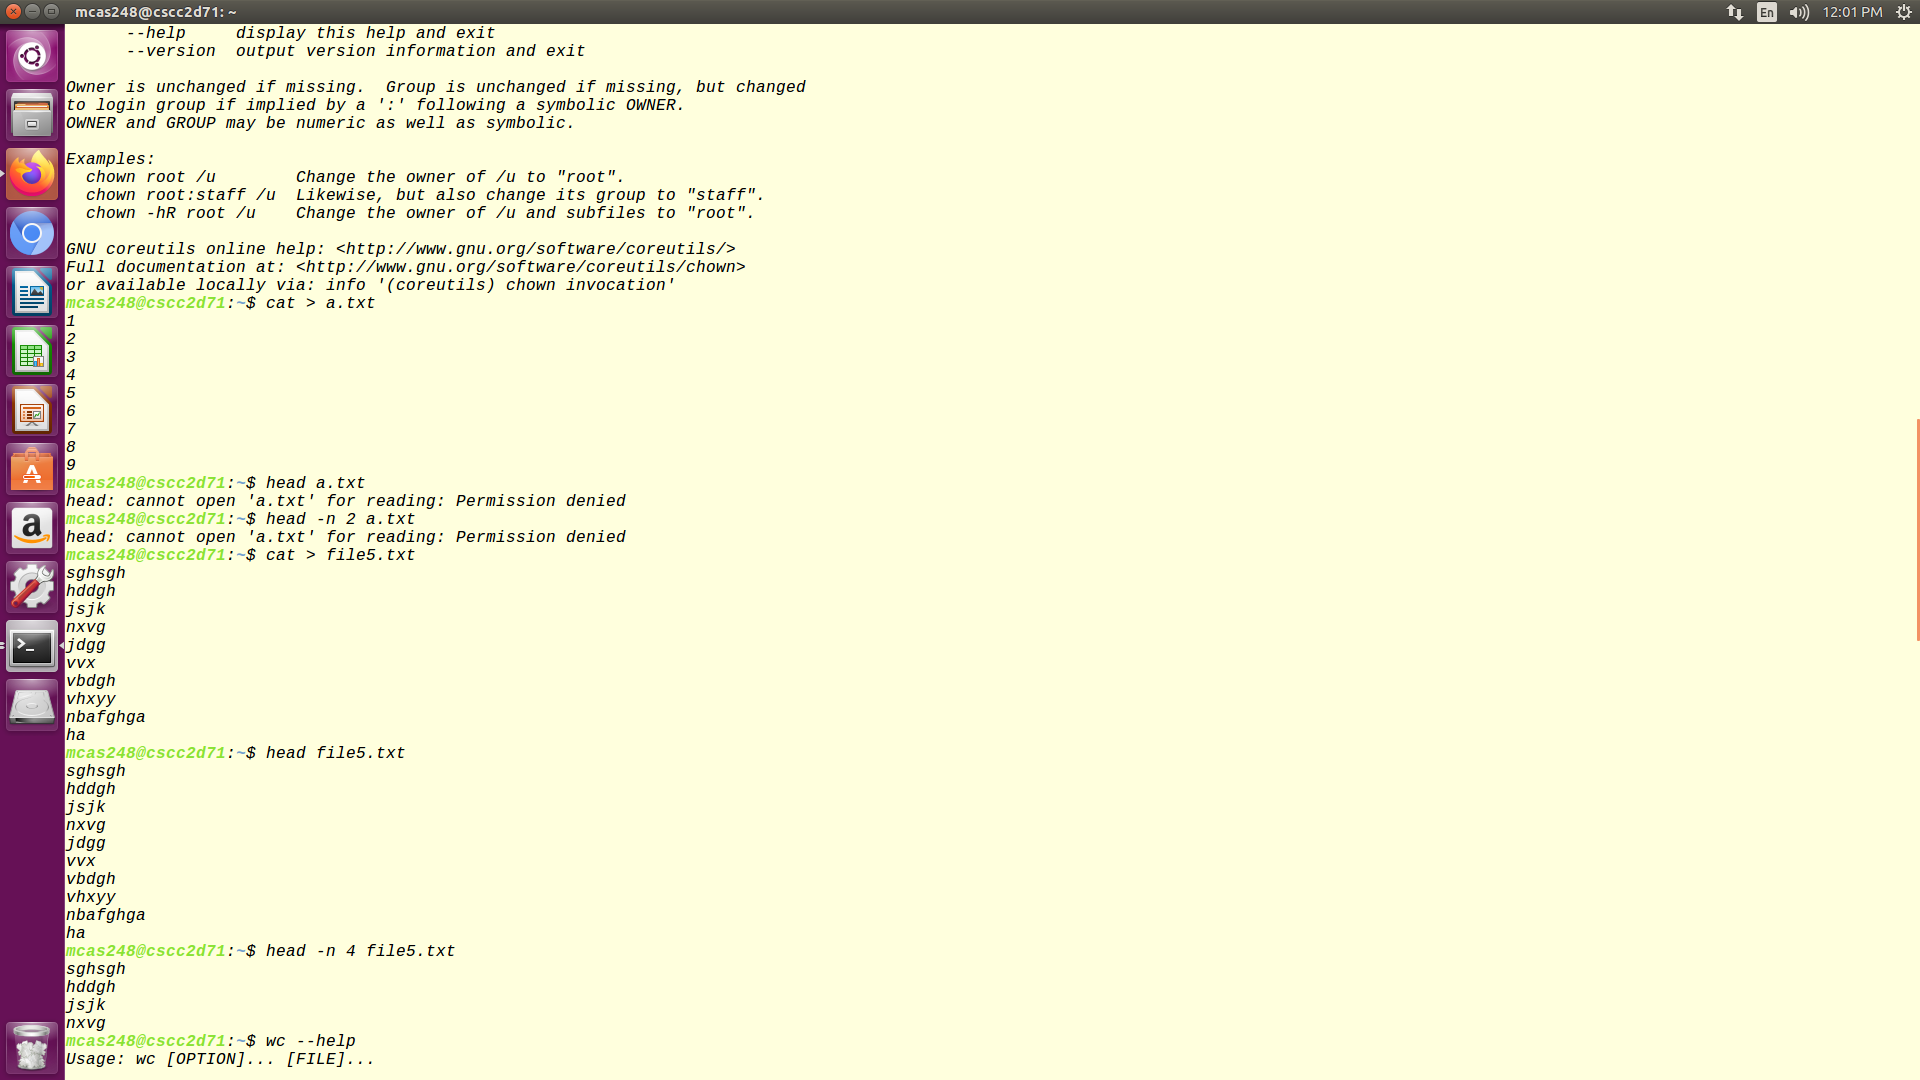 mcas248@cscc2d71: ~
En
12:01 PM
--help     display this help and exit
--version  output version information and exit
Owner is unchanged if missing.  Group is unchanged if missing, but changed
to login group if implied by a ':' following a symbolic OWNER.
OWNER and GROUP may be numeric as well as symbolic.
Examples:
chown root /u        Change the owner of /u to "root".
chown root:staff /u  Likewise, but also change its group to "staff".
chown -hR root /u    Change the owner of /u and subfiles to "root".
GNU coreutils online help: <http://www.gnu.org/software/coreutils/>
Full documentation at: <http://www.gnu.org/software/coreutils/chown>
or available locally via: info '(coreutils) chown invocation'
mcas248@cscc2d71:~$ cat > a.txt
1
2
3
4
5
6
7
8
9
mcas248@cscc2d71:~$ head a.txt
head: cannot open 'a.txt' for reading: Permission denied
mcas248@cscc2d71:~$ head -n 2 a.txt
head: cannot open 'a.txt' for reading: Permission denied
mcas248@cscc2d71:~$ cat > file5.txt
sghsgh
hddgh
jsjk
nxvg
jdgg
vvx
vbdgh
vhxyy
nbafghga
ha
mcas248@cscc2d71:~$ head file5.txt
sghsgh
hddgh
jsjk
nxvg
jdgg
vvx
vbdgh
vhxyy
nbafghga
ha
mcas248@cscc2d71:~$ head -n 4 file5.txt
sghsgh
hddgh
jsjk
nxvg
mcas248@cscc2d71:~$ wc --help
Usage: wc [OPTION]... [FILE]...